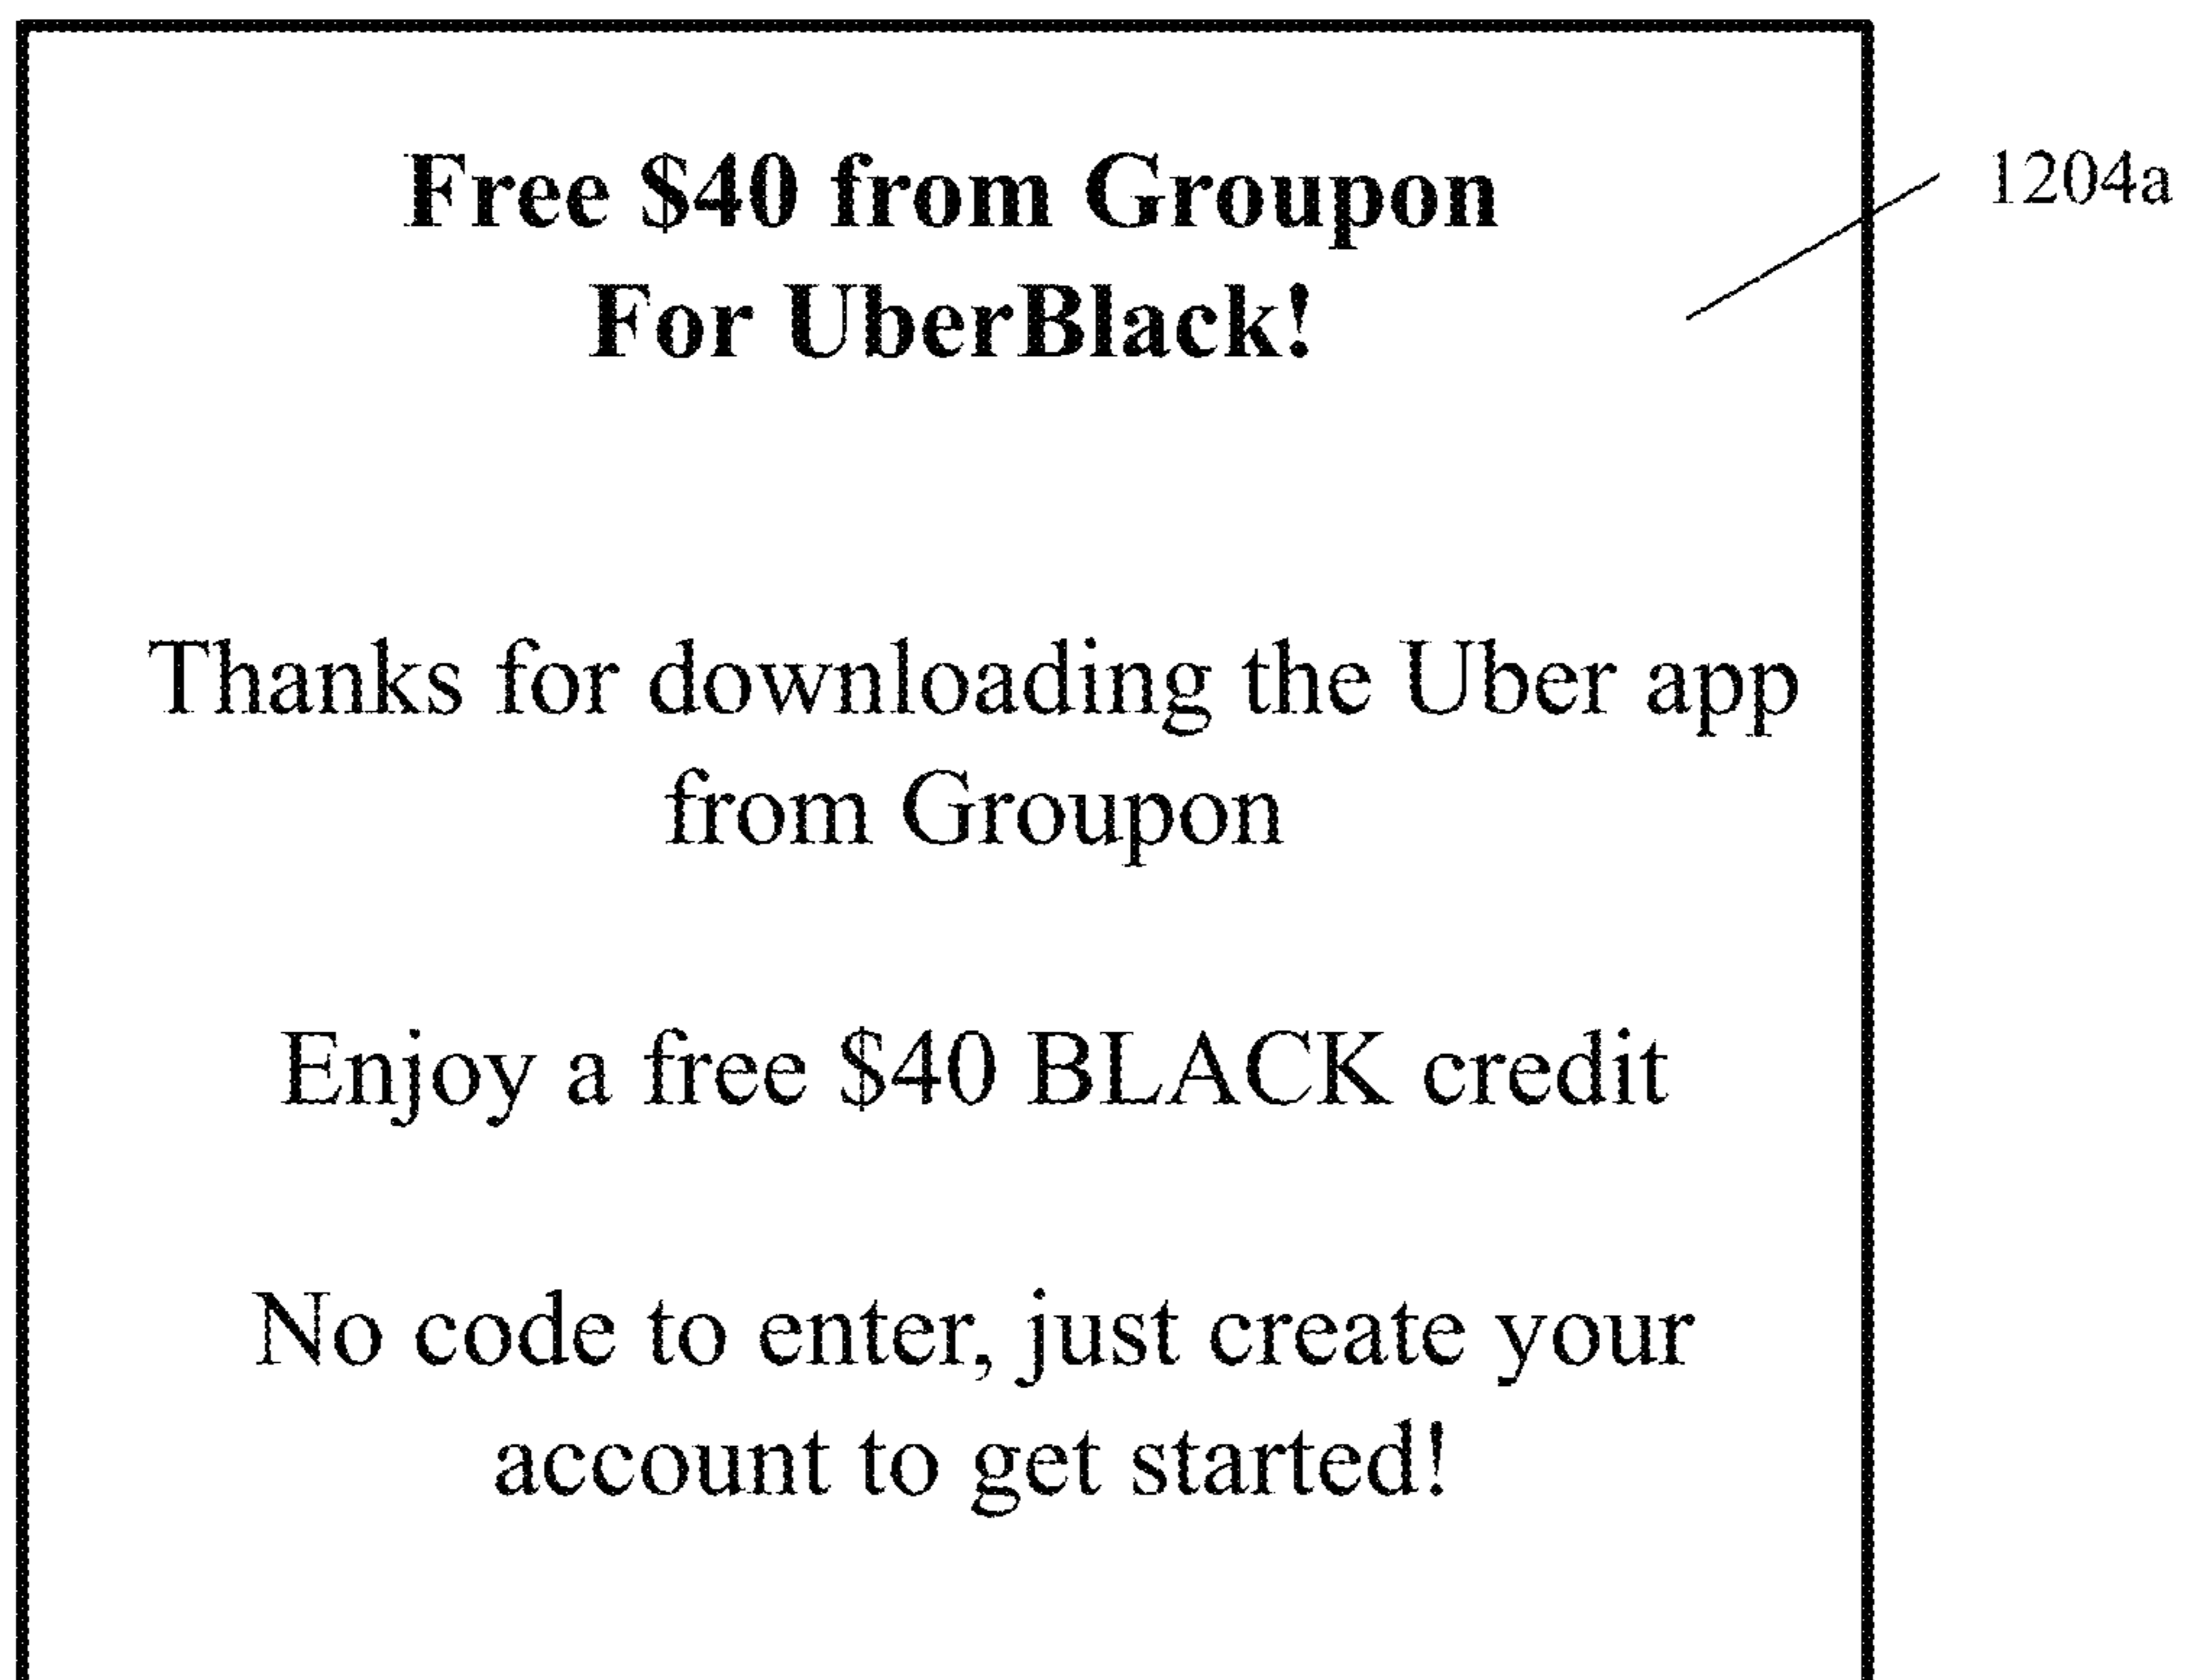 Free $40 from Groupon
For UberBlack!
1204a
Thanks for downloading the Uber app
from Groupon
Enjoy a free $40 BLACK credit
No code to enter, just create your
account to get started!